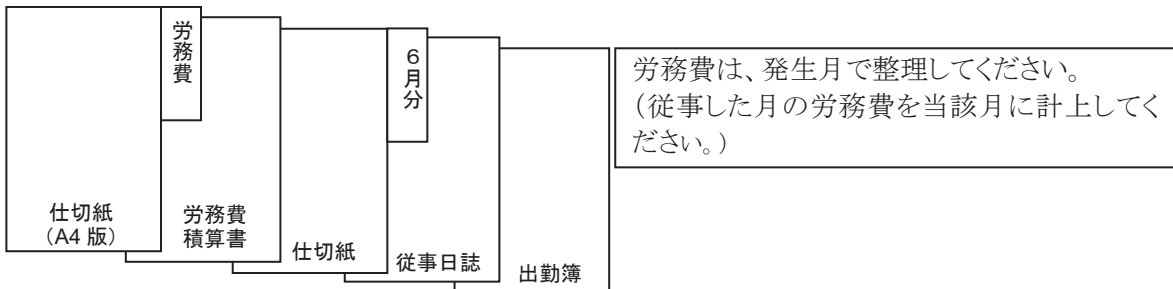 労務費
6月分
労務費は、発生月で整理してください。
(従事した月の労務費を当該月に計上してく
ださい。)
仕切紙
(A4 版)
労務費
積算書
仕切紙
従事日誌
出勤簿